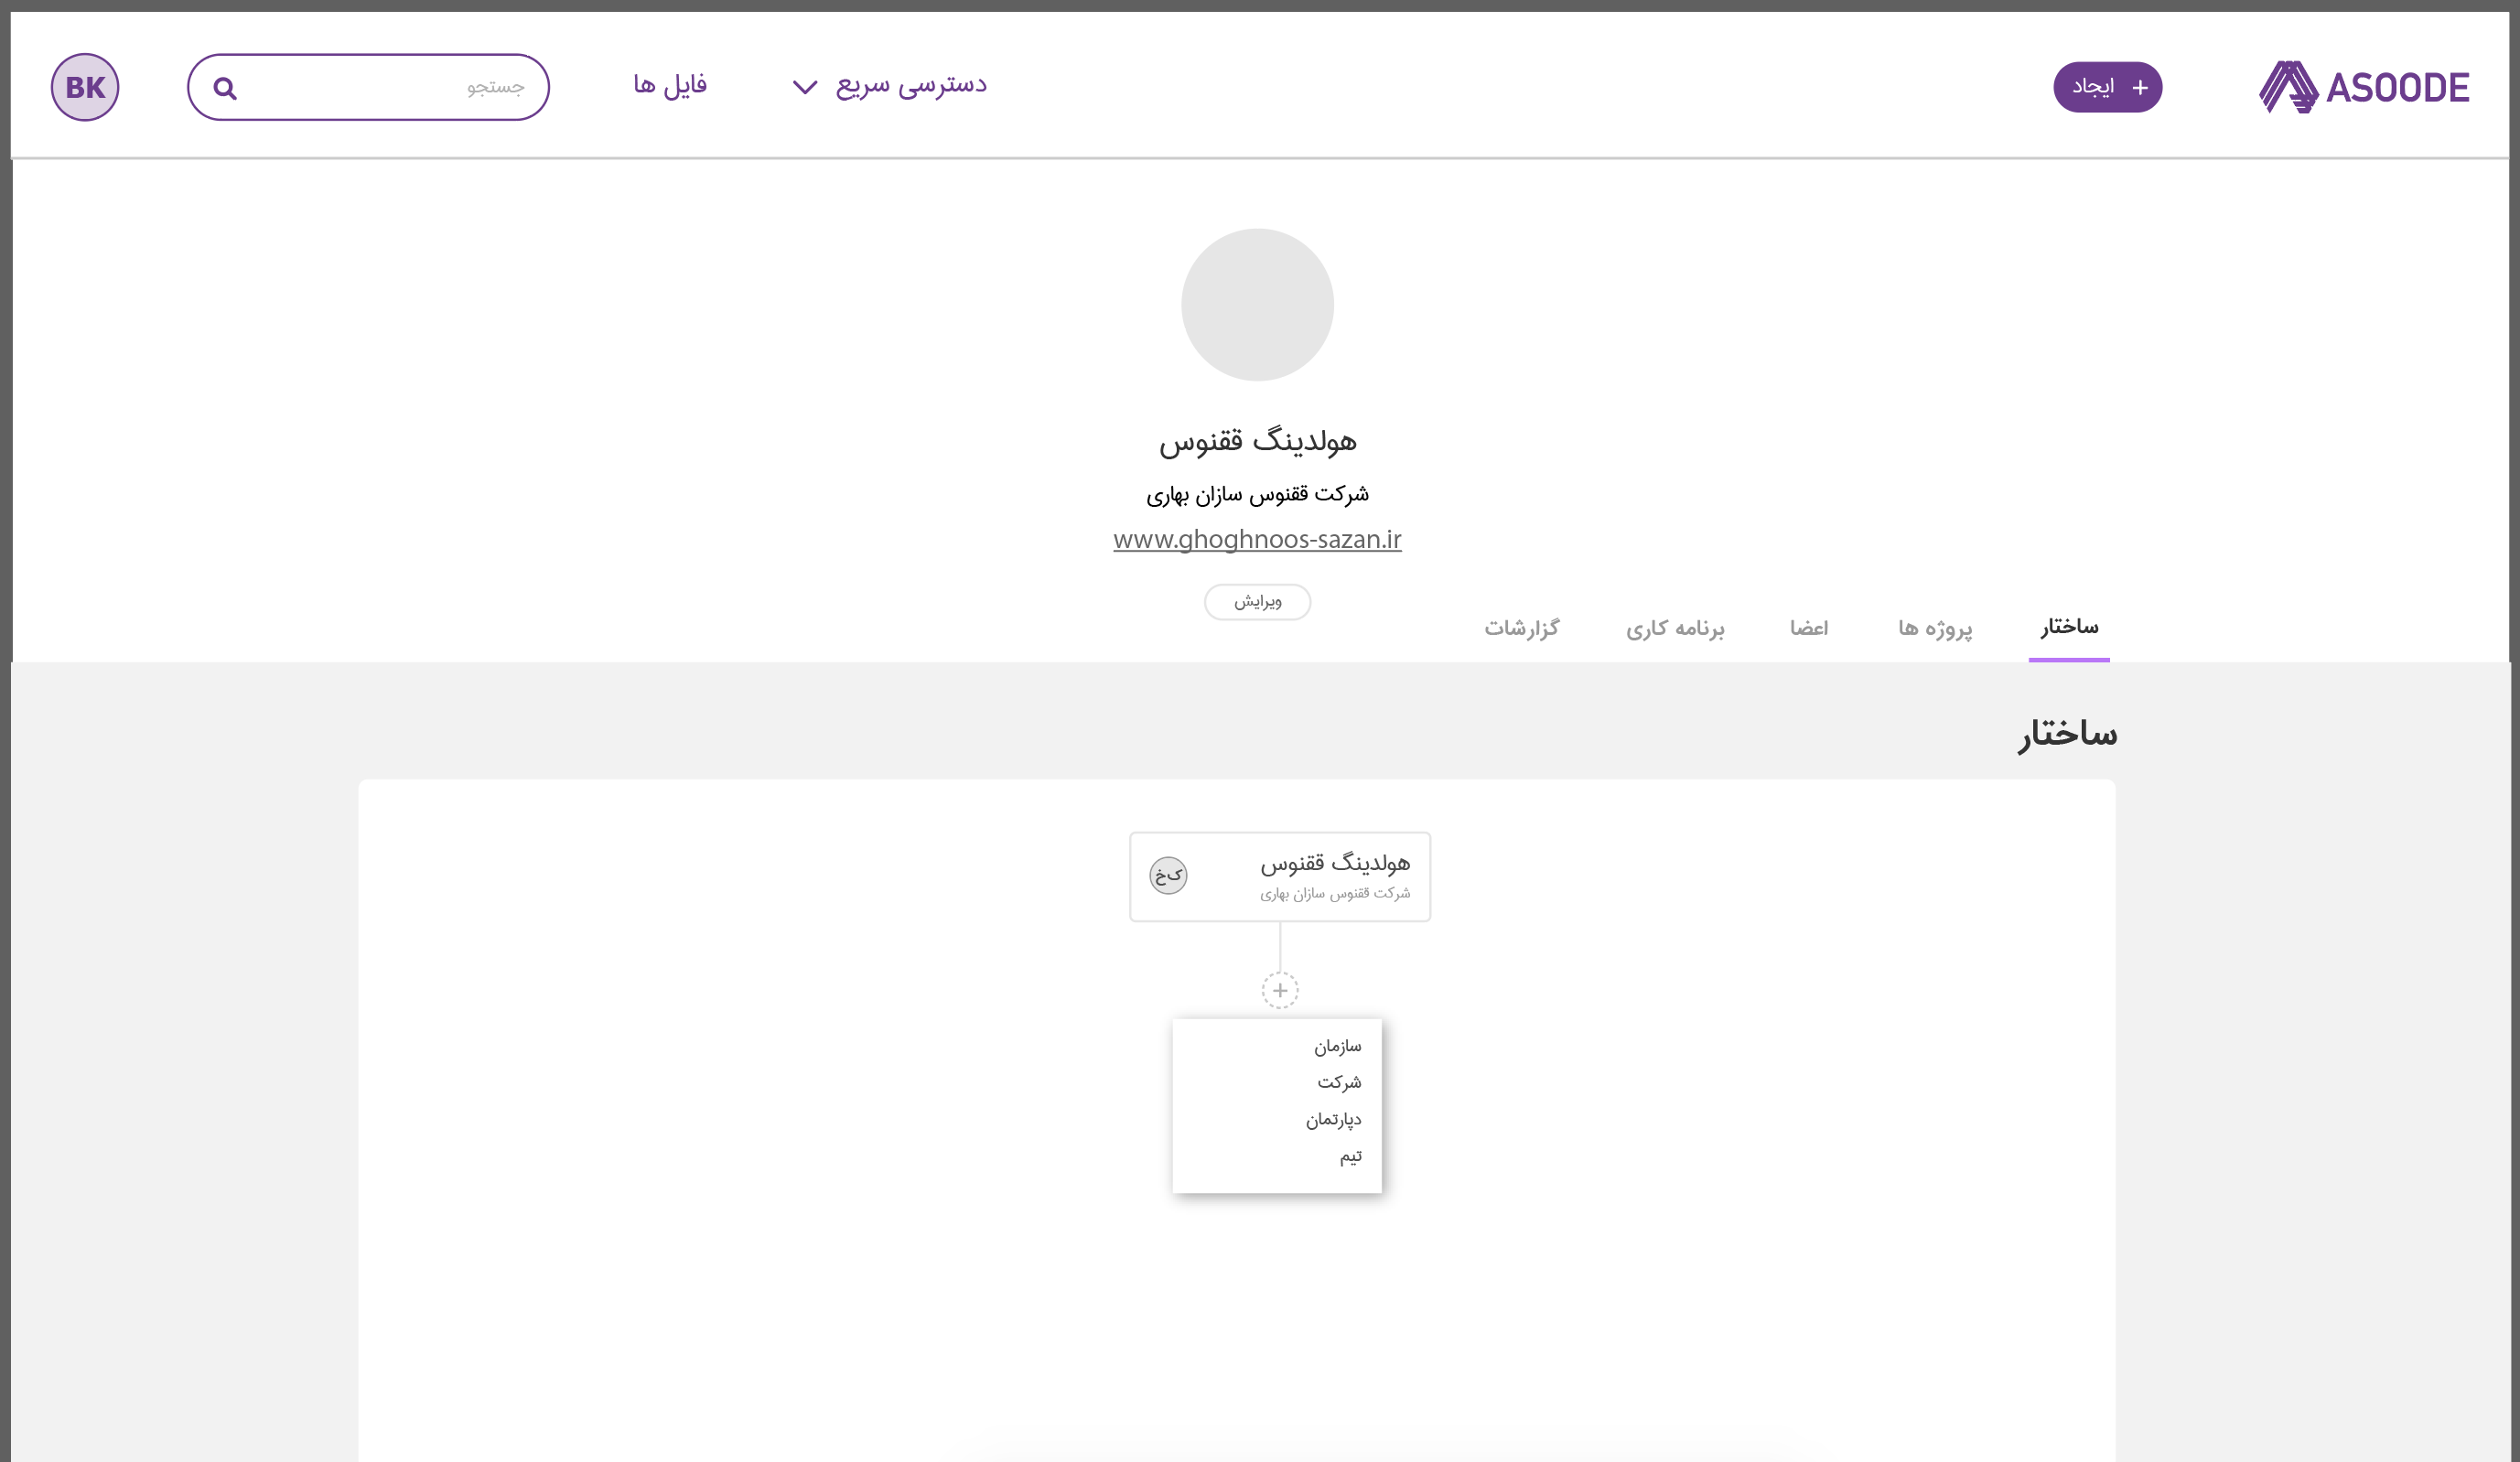 ASOODE
+ ایجاد
دسترسی سریع
فایل ها
جستجو
BK
هولدینگ ققنوس
شرکت ققنوس سازان بهاری
www.ghoghnoos-sazan.ir
ویرایش
ساختار
پروژه ها
اعضا
برنامه کاری
گزارشات
ساختار
هولدینگ ققنوس
شرکت ققنوس سازان بهاری
ک‌خ
+
سازمان
شرکت
دپارتمان
تیم